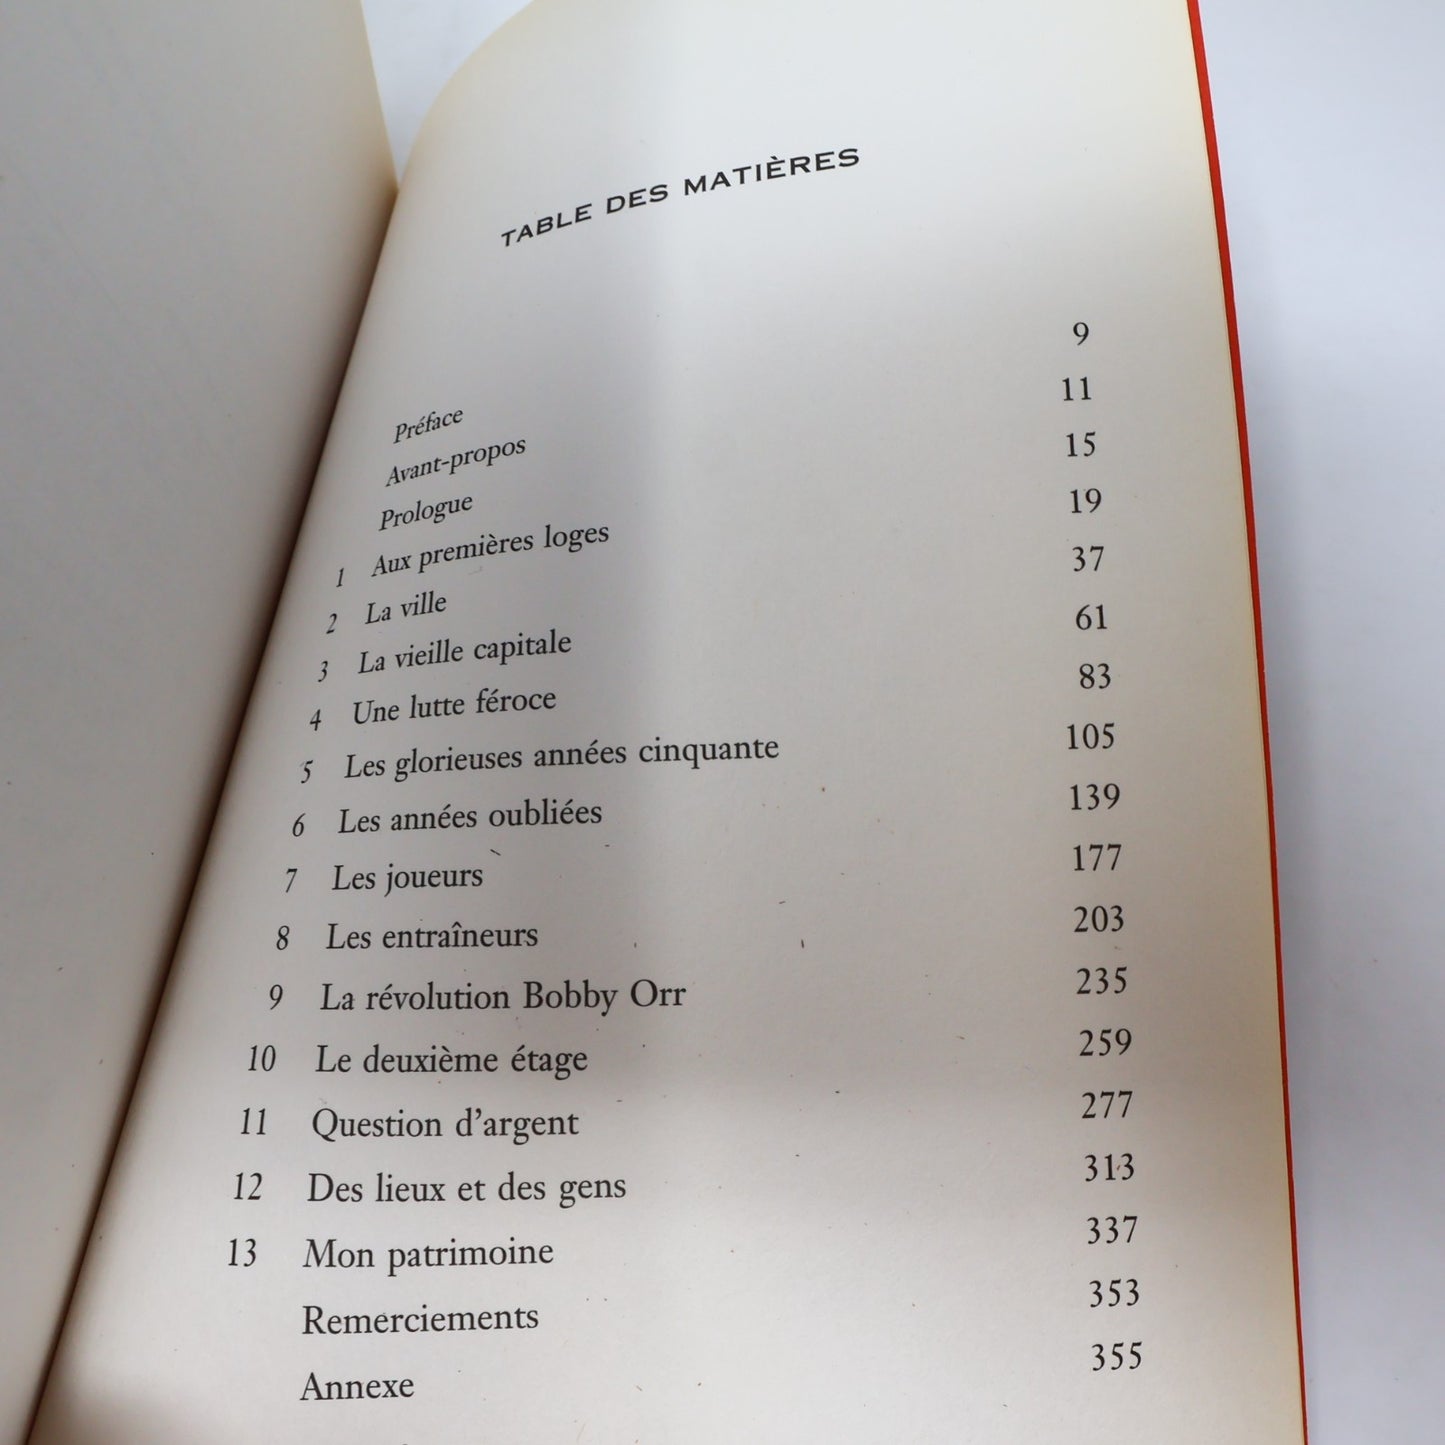 TABLE DES MATIÈRES
Préface 9
Avant-propos 11
Prologue 15
1 Aux premières loges 19
2 La ville 37
3 La vieille capitale 61
4 Une lutte féroce 83
5 Les glorieuses années cinquante 105
6 Les années oubliées 139
7 Les joueurs 177
8 Les entraîneurs 203
9 La révolution Bobby Orr 235
10 Le deuxième étage 259
11 Question d'argent 277
12 Des lieux et des gens 313
13 Mon patrimoine 337
Remerciements 353
Annexe 355